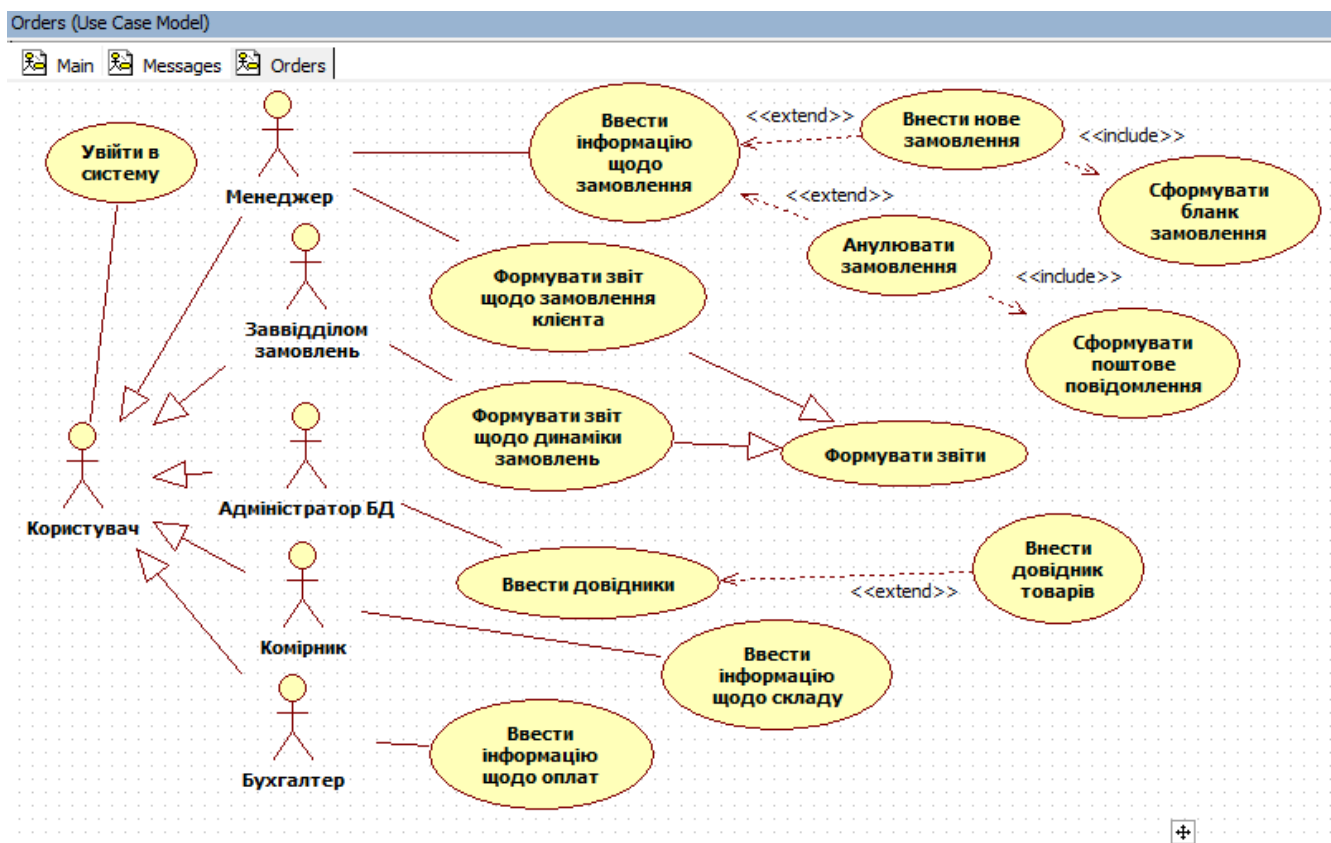 Orders (Use Case Model)
Main Messages Orders
Увійти в
систему
Менеджер
Ввести
інформацію
щодо
замовлення
<<extend>>
Внести нове
замовлення
<<include>>
Сформувати
бланк
замовлення
<<extend>>
Анулювати
замовлення
<<include>>
Сформувати
поштове
повідомлення
Заввідділом
замовлень
Формувати звіт
щодо замовлення
клієнта
Формувати звіт
щодо динаміки
замовлень
Формувати звіти
Користувач
Адміністратор БД
Ввести довідники
<<extend>>
Внести
довідник
товарів
Комірник
Ввести
інформацію
щодо складу
Бухгалтер
Ввести
інформацію
щодо оплат